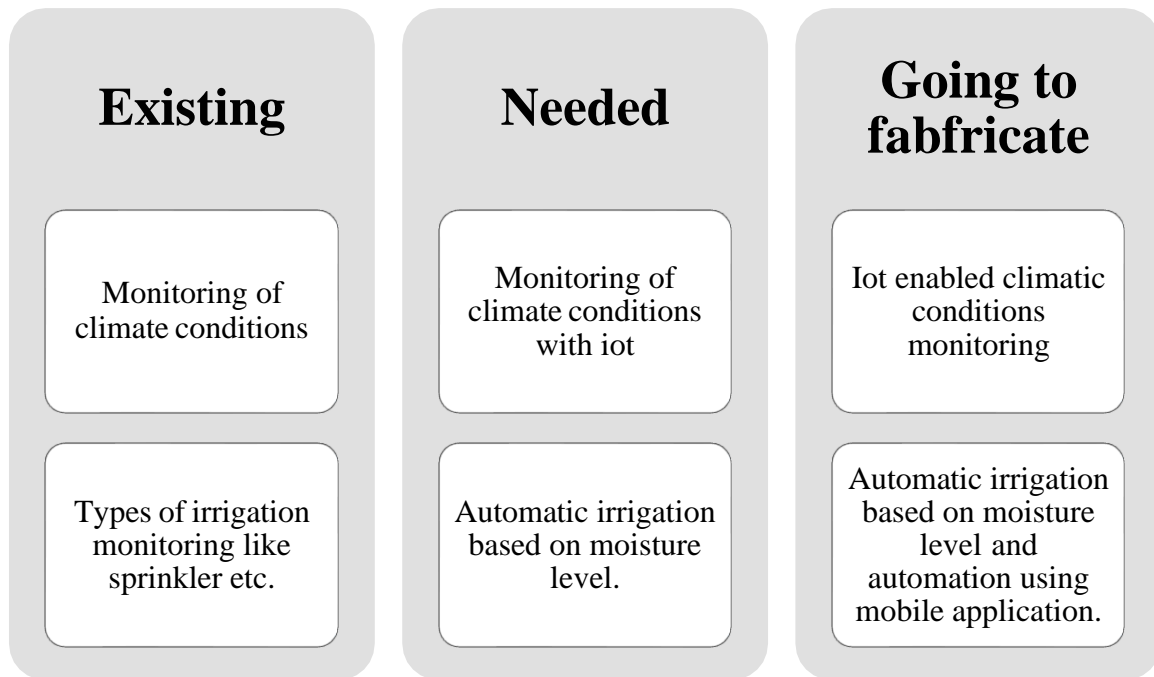 Existing
Monitoring of
climate conditions
Types of irrigation
monitoring like
sprinkler etc.
Needed
Monitoring of
climate conditions
with iot
Automatic irrigation
based on moisture
level.
Going to
fabfricate
Iot enabled climatic
conditions
monitoring
Automatic irrigation
based on moisture
level and
automation using
mobile application.